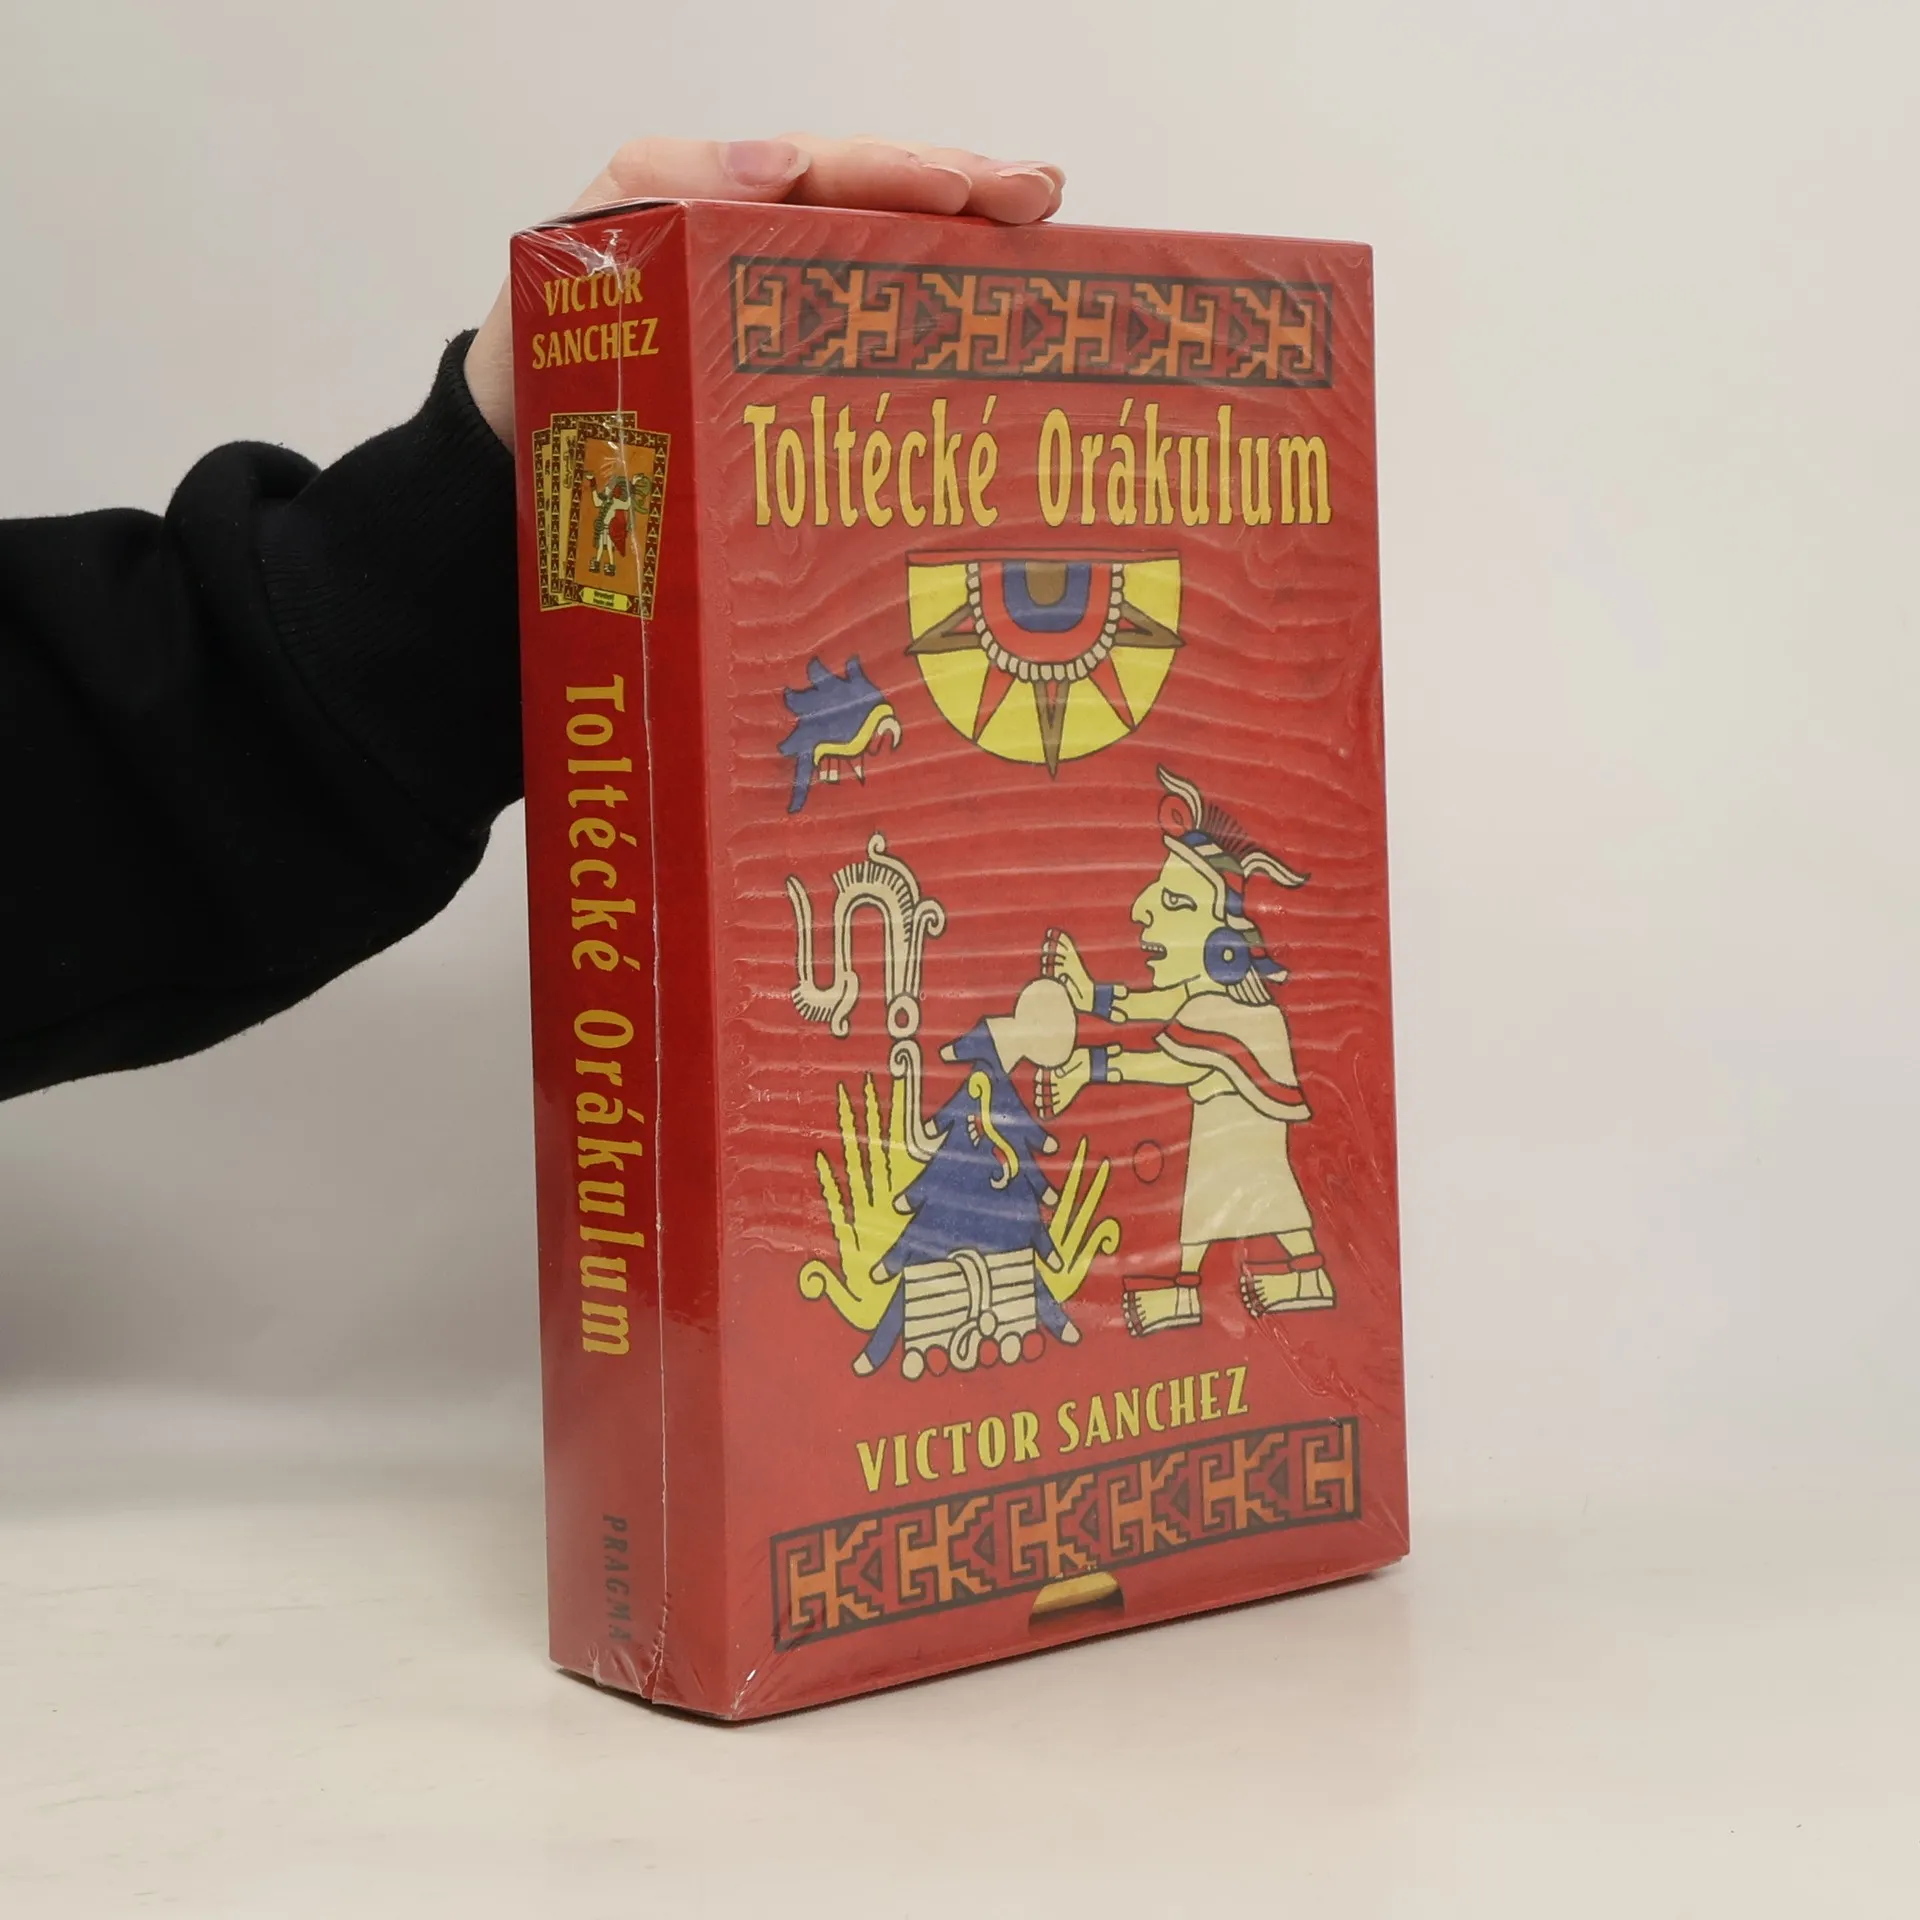 VICTOR
SANCHEZ
Toltécké Orákulum
PRAGMA
Toltécké Orákulum
VICTOR SANCHEZ